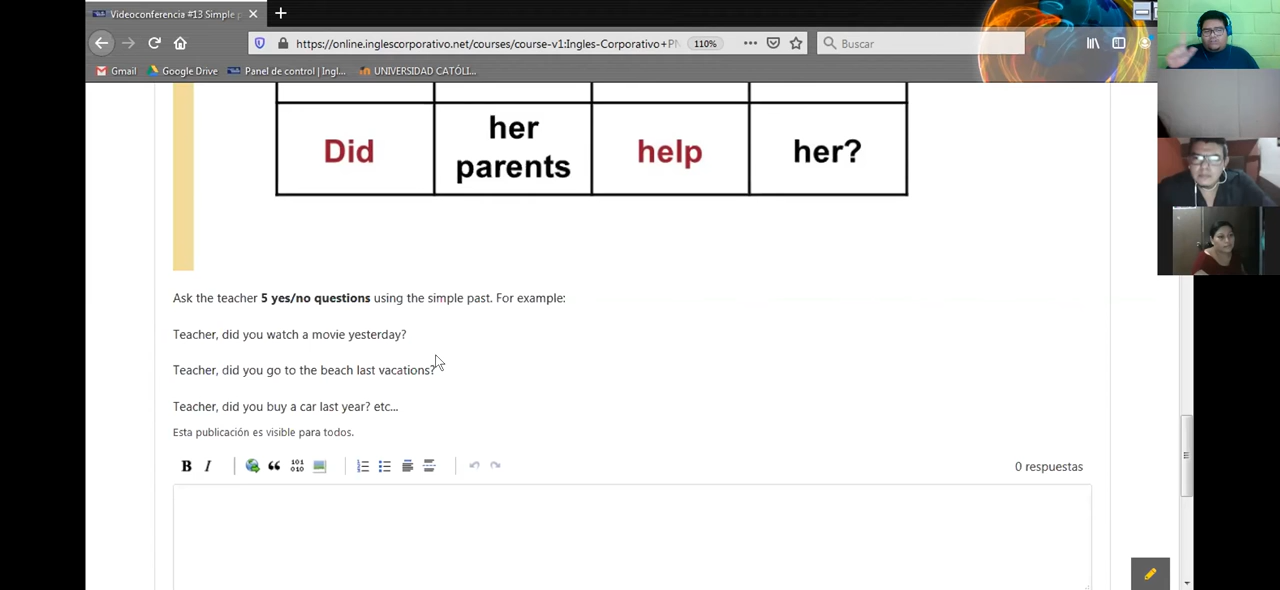 Videoconferencia #13 Simple p
https://online.inglescorporativo.net/courses/course-v1:Ingles-Corporativo+PN
110%
Buscar
Gmail
Google Drive
Panel de control | Ingl...
UNIVERSIDAD CATÓLI...
Did
her
parents
help
her?
Ask the teacher 5 yes/no questions using the simple past. For example:
Teacher, did you watch a movie yesterday?
Teacher, did you go to the beach last vacations?
Teacher, did you buy a car last year? etc...
Esta publicación es visible para todos.
B I
101
010
0 respuestas